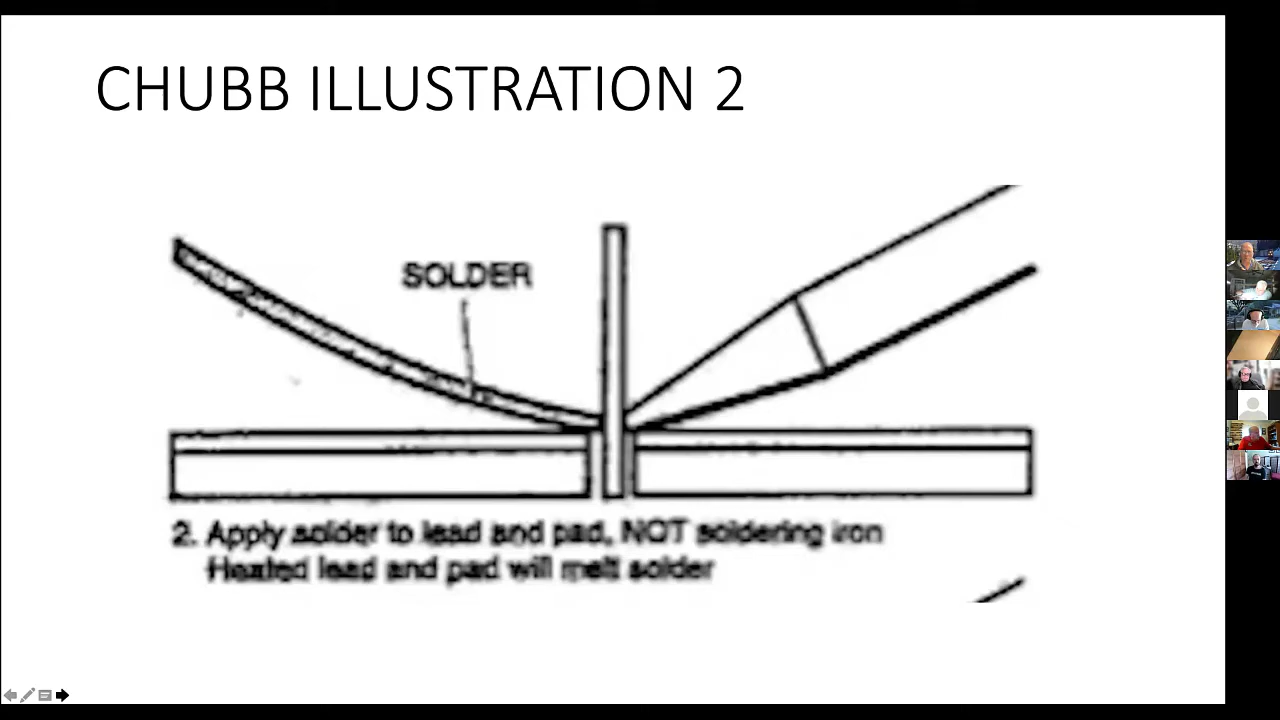 CHUBB ILLUSTRATION 2
SOLDER
2. Apply solder to lead and pad, NOT soldering iron
Heated lead and pad will melt solder